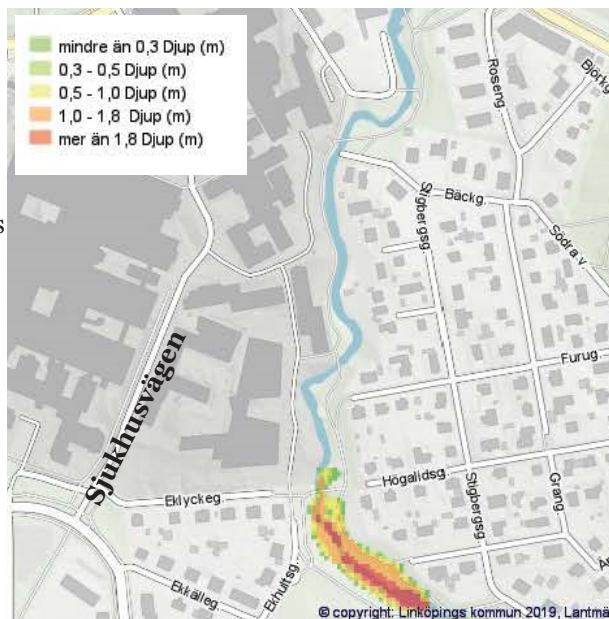 mindre än 0,3 Djup (m)
0,3 - 0,5 Djup (m)
0,5 - 1,0 Djup (m)
1,0 - 1,8 Djup (m)
mer än 1,8 Djup (m)
Roseng.
Björkg
Stigbergsg.
Bäckg.
Södra v
s
Sjukhusvägen
Furug.
Högalidsg.
Stigbergsg.
Grang.
Eklyckeg.
Ekkälleg.
Ekhultsg.
© copyright: Linköpings kommun 2019, Lantmä